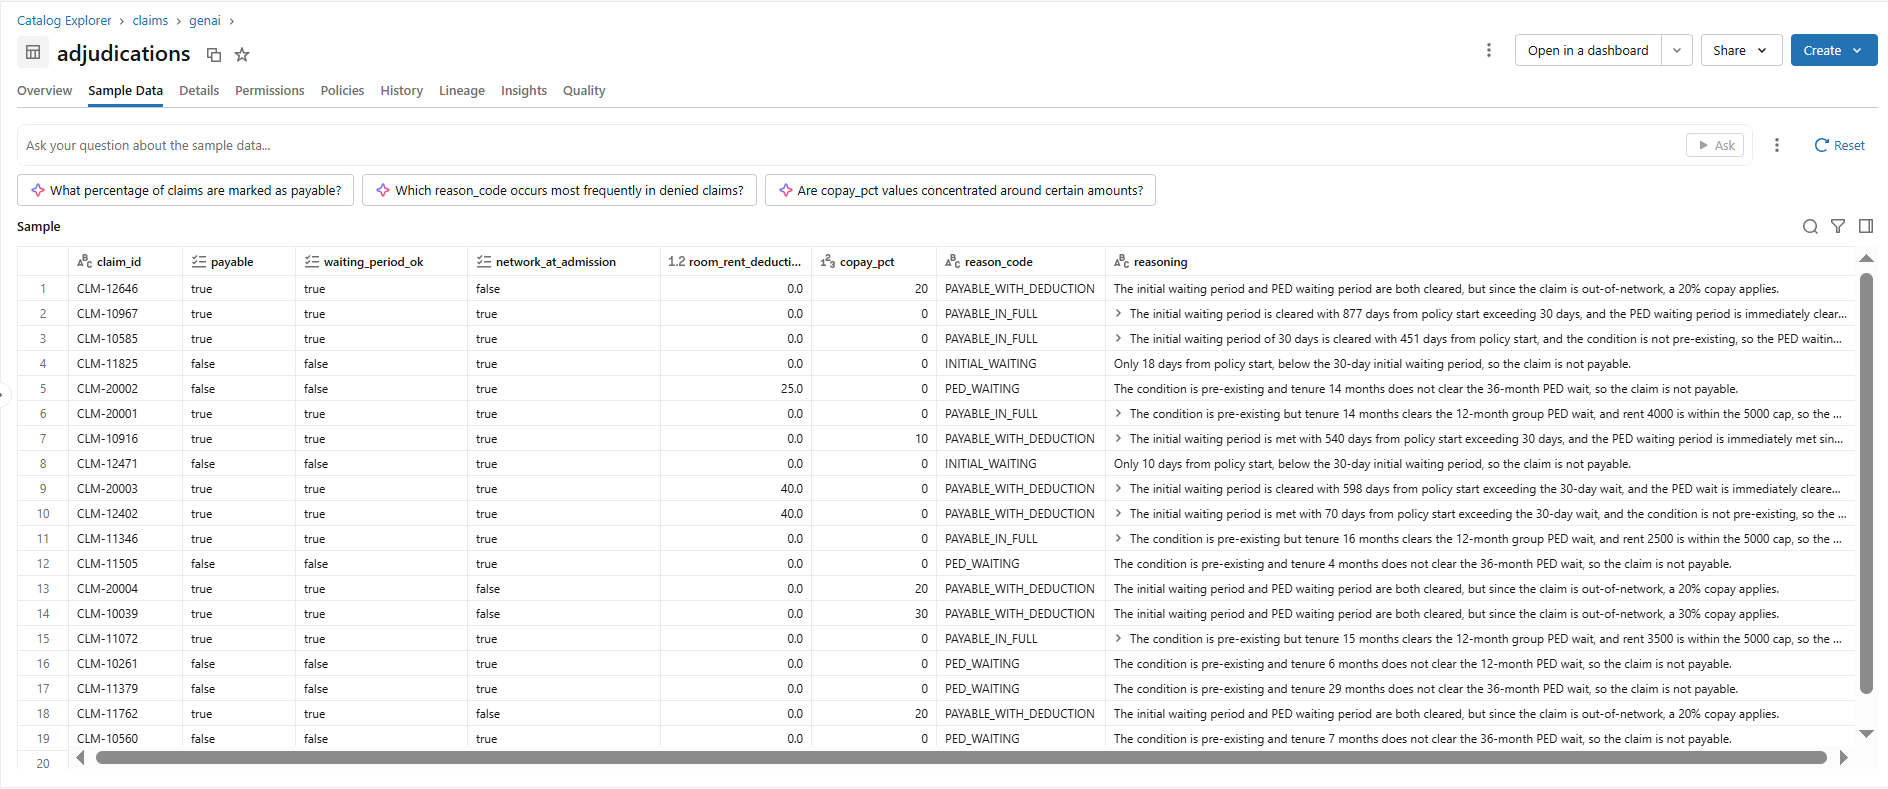 Catalog Explorer > claims > genai >
adjudications
Open in a dashboard Share Create
Overview Sample Data Details Permissions Policies History Lineage Insights Quality
Ask your question about the sample data... Ask Reset
What percentage of claims are marked as payable? Which reason_code occurs most frequently in denied claims? Are copay_pct values concentrated around certain amounts?
Sample
claim_id payable waiting_period_ok network_at_admission 1.2 room_rent_deducti... copay_pct reason_code reasoning
1 CLM-12646 true true false 0.0 20 PAYABLE_WITH_DEDUCTION The initial waiting period and PED waiting period are both cleared, but since the claim is out-of-network, a 20% copay applies.
2 CLM-10967 true true true 0.0 0 PAYABLE_IN_FULL > The initial waiting period is cleared with 877 days from policy start exceeding 30 days, and the PED waiting period is immediately clear...
3 CLM-10585 true true true 0.0 0 PAYABLE_IN_FULL > The initial waiting period of 30 days is cleared with 451 days from policy start, and the condition is not pre-existing, so the PED waitin...
4 CLM-11825 false false true 0.0 0 INITIAL_WAITING Only 18 days from policy start, below the 30-day initial waiting period, so the claim is not payable.
5 CLM-20002 false false true 25.0 0 PED_WAITING The condition is pre-existing and tenure 14 months does not clear the 36-month PED wait, so the claim is not payable.
6 CLM-20001 true true true 0.0 0 PAYABLE_IN_FULL > The condition is pre-existing but tenure 14 months clears the 12-month group PED wait, and rent 4000 is within the 5000 cap, so the ...
7 CLM-10916 true true true 0.0 10 PAYABLE_WITH_DEDUCTION > The initial waiting period is met with 540 days from policy start exceeding 30 days, and the PED waiting period is immediately met sin...
8 CLM-12471 false false true 0.0 0 INITIAL_WAITING Only 10 days from policy start, below the 30-day initial waiting period, so the claim is not payable.
9 CLM-20003 true true true 40.0 0 PAYABLE_WITH_DEDUCTION > The initial waiting period is cleared with 598 days from policy start exceeding the 30-day wait, and the PED wait is immediately cleare...
10 CLM-12402 true true true 40.0 0 PAYABLE_WITH_DEDUCTION > The initial waiting period is met with 70 days from policy start exceeding the 30-day wait, and the condition is not pre-existing, so the ...
11 CLM-11346 true true true 0.0 0 PAYABLE_IN_FULL > The condition is pre-existing but tenure 16 months clears the 12-month group PED wait, and rent 2500 is within the 5000 cap, so the ...
12 CLM-11505 false false true 0.0 0 PED_WAITING The condition is pre-existing and tenure 4 months does not clear the 36-month PED wait, so the claim is not payable.
13 CLM-20004 true true false 0.0 20 PAYABLE_WITH_DEDUCTION The initial waiting period and PED waiting period are both cleared, but since the claim is out-of-network, a 20% copay applies.
14 CLM-10039 true true false 0.0 30 PAYABLE_WITH_DEDUCTION The initial waiting period and PED waiting period are both cleared, but since the claim is out-of-network, a 30% copay applies.
15 CLM-11072 true true true 0.0 0 PAYABLE_IN_FULL > The condition is pre-existing but tenure 15 months clears the 12-month group PED wait, and rent 3500 is within the 5000 cap, so the ...
16 CLM-10261 false false true 0.0 0 PED_WAITING The condition is pre-existing and tenure 6 months does not clear the 12-month PED wait, so the claim is not payable.
17 CLM-11379 false false true 0.0 0 PED_WAITING The condition is pre-existing and tenure 29 months does not clear the 36-month PED wait, so the claim is not payable.
18 CLM-11762 true true false 0.0 20 PAYABLE_WITH_DEDUCTION The initial waiting period and PED waiting period are both cleared, but since the claim is out-of-network, a 20% copay applies.
19 CLM-10560 false false true 0.0 0 PED_WAITING The condition is pre-existing and tenure 7 months does not clear the 36-month PED wait, so the claim is not payable.
20